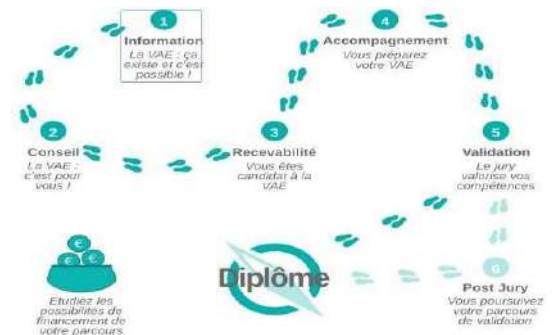 1
Information
La VAE : ça
existe et c'est
possible !
2
Conseil
La VAE :
c'est pour
vous !
3
Recevabilité
Vous êtes
candidat à la
VAE
4
Accompagnement
Vous préparez
votre VAE
5
Validation
Le jury
valorise vos
compétences
6
Post Jury
Vous poursuivez
votre parcours
de validation
Diplôme
€
€ €
Etudiez les
possibilités de
financement de
votre parcours